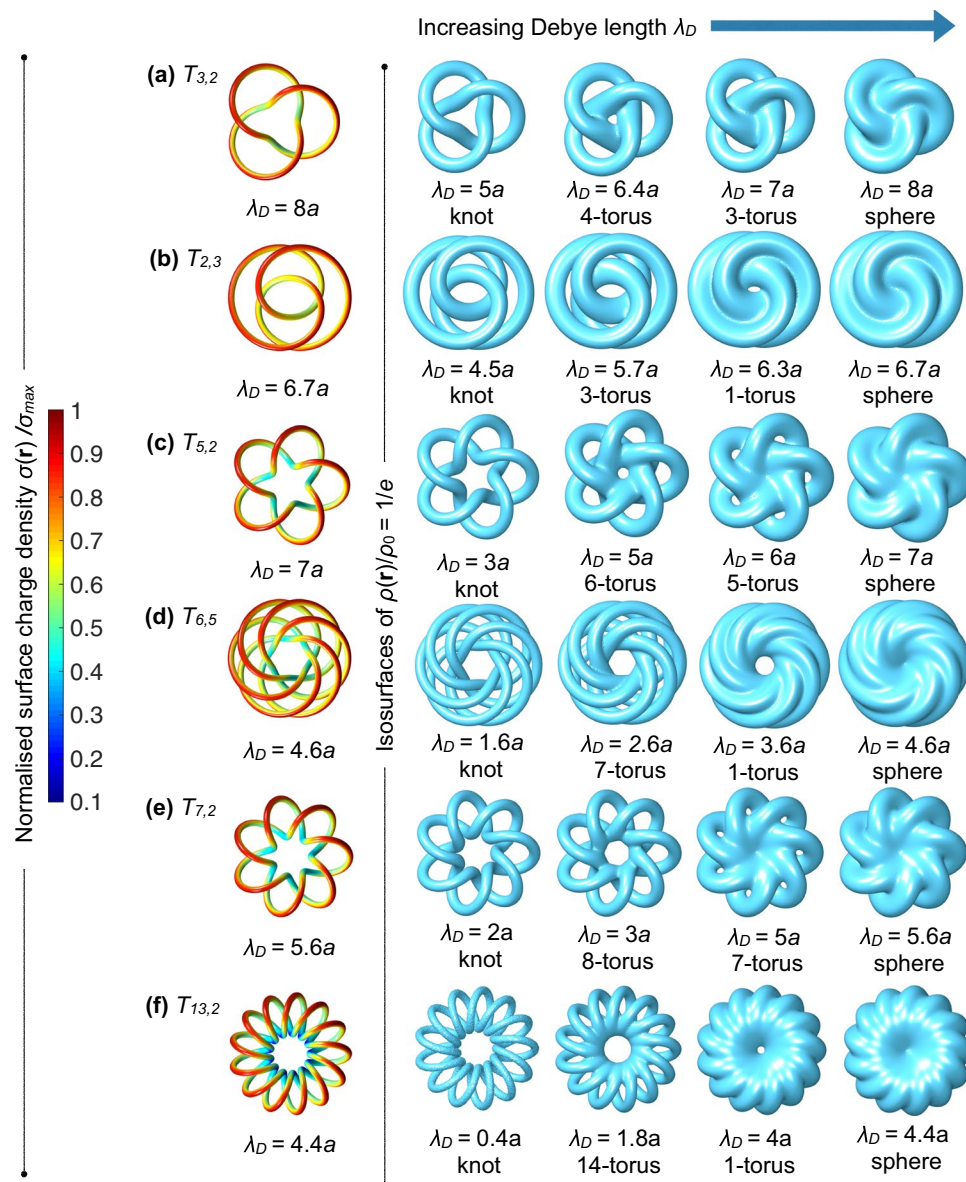 Increasing Debye length λD
(a) T3,2
λD = 8a
λD = 5a
knot
λD = 6.4a
4-torus
λD = 7a
3-torus
λD = 8a
sphere
(b) T2,3
λD = 6.7a
λD = 4.5a
knot
λD = 5.7a
3-torus
λD = 6.3a
1-torus
λD = 6.7a
sphere
Normalised surface charge density σ(r) /σmax
1
0.9
0.8
0.7
0.6
0.5
0.4
0.3
0.2
0.1
Isosurfaces of ρ(r)/ρ0 = 1/e
(c) T5,2
λD = 7a
λD = 3a
knot
λD = 5a
6-torus
λD = 6a
5-torus
λD = 7a
sphere
(d) T6,5
λD = 4.6a
λD = 1.6a
knot
λD = 2.6a
7-torus
λD = 3.6a
1-torus
λD = 4.6a
sphere
(e) T7,2
λD = 5.6a
λD = 2a
knot
λD = 3a
8-torus
λD = 5a
7-torus
λD = 5.6a
sphere
(f) T13,2
λD = 4.4a
λD = 0.4a
knot
λD = 1.8a
14-torus
λD = 4a
1-torus
λD = 4.4a
sphere